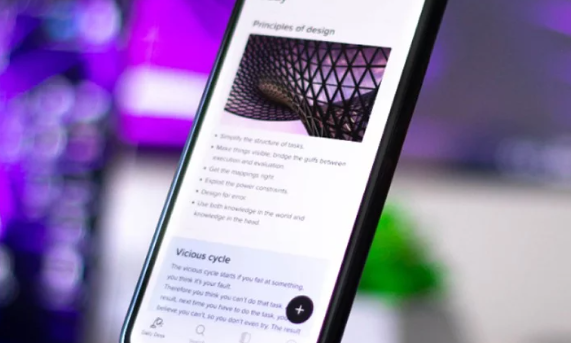 Principles of design
• Simplify the structure of tasks.
• Make things visible: bridge the gulfs between
execution and evaluation.
• Get the mappings right
• Exploit the power constraints.
• Design for error.
• Use both knowledge in the world and
knowledge in the head.
Vicious cycle
The vicious cycle starts if you fail at something,
you think it's your fault.
Therefore you think you can't do that task.
result, next time you have to do the task, you
believe you can't, so you don't even try. The result
+